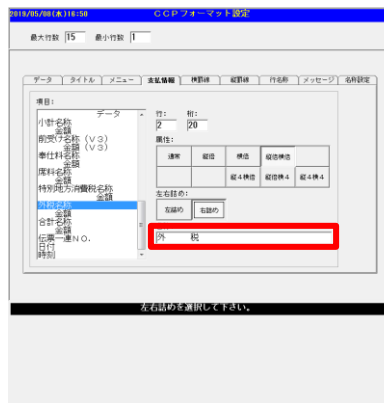 2019/05/08(水)16:50 CCPフォーマット設定
最大行数 15 最小行数 1
データ タイトル メニュー 支払情報 横罫線 縦罫線 行名称 メッセージ 名称設定
項目:
データ
小計名称
金額
前受け名称（V3）
金額（V3）
奉仕料名称
金額
席料名称
金額
特別地方消費税名称
金額
外税名称
金額
合計名称
金額
伝票一連NO.
日付
時刻
行: 桁:
2 20
属性:
通常 縦倍 横倍 縦倍横倍
縦4横倍 縦倍横4 縦4横4
左右詰め:
左詰め 右詰め
外 税
左右詰めを選択して下さい。